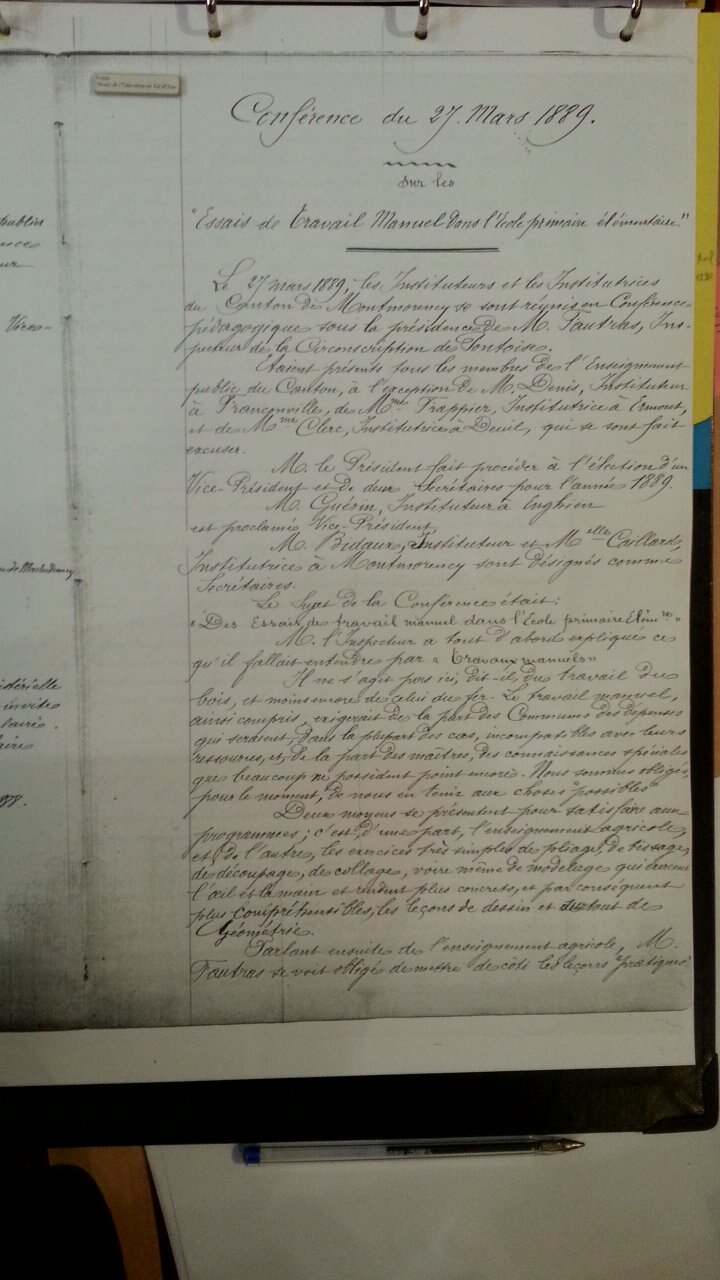 Musée de l'Education du Val d'Oise
Conférence du 27 Mars 1889.
sur les
"Essais de Travail Manuel dans l'Ecole primaire élémentaire"
Le 27 mars 1889, les Instituteurs et les Institutrices
du Canton de Montmorency se sont réunis en Conférence
pédagogique sous la présidence de M. Fautras, Ins-
pecteur de la Circonscription de Pontoise.
Etaient présents tous les membres de l'Enseignement
public du Canton, à l'exception de M. Denis, Instituteur
à Franconville, de Mme Frappier, Institutrice à Ermont,
et de Mme Clerc, Institutrice à Deuil, qui se sont fait
excuser.
M. le Président fait procéder à l'élection d'un
Vice-Président et de deux Secrétaires pour l'année 1889.
M. Guérin, Instituteur à Enghien
est proclamé Vice-Président.
M. Bidaux, Instituteur et Melle Caillard,
Institutrice à Montmorency sont désignés comme
Secrétaires.
Le Sujet de la Conférence était:
"Des Essais de travail manuel dans l'Ecole primaire Elémre"
M. l'Inspecteur a tout d'abord expliqué ce
qu'il fallait entendre par "travaux manuels"
Il ne s'agit pas ici, dit-il, du travail du
bois, et moins encore de celui du fer. Le travail manuel,
ainsi compris, exigerait de la part des Communes des dépenses
qui seraient, dans la plupart des cas, incompatibles avec leurs
ressources, et, de la part des maîtres, des connaissances spéciales
que beaucoup ne possèdent point encore. Nous sommes obligés,
pour le moment, de nous en tenir aux choses "possibles"
Deux moyens se présentent pour satisfaire aux
programmes; c'est, d'une part, l'enseignement agricole,
et, de l'autre, les exercices très simples de pliage, de tissage,
de découpage, de collage, voire même de modelage qui exercent
l'œil et la main et rendent plus concrets, et par conséquent
plus compréhensibles, les leçons de dessin et surtout de
Géométrie.
Parlant ensuite de l'enseignement agricole, M.
Fautras se voit obligé de mettre de côté les leçons "pratiques"
Vice-